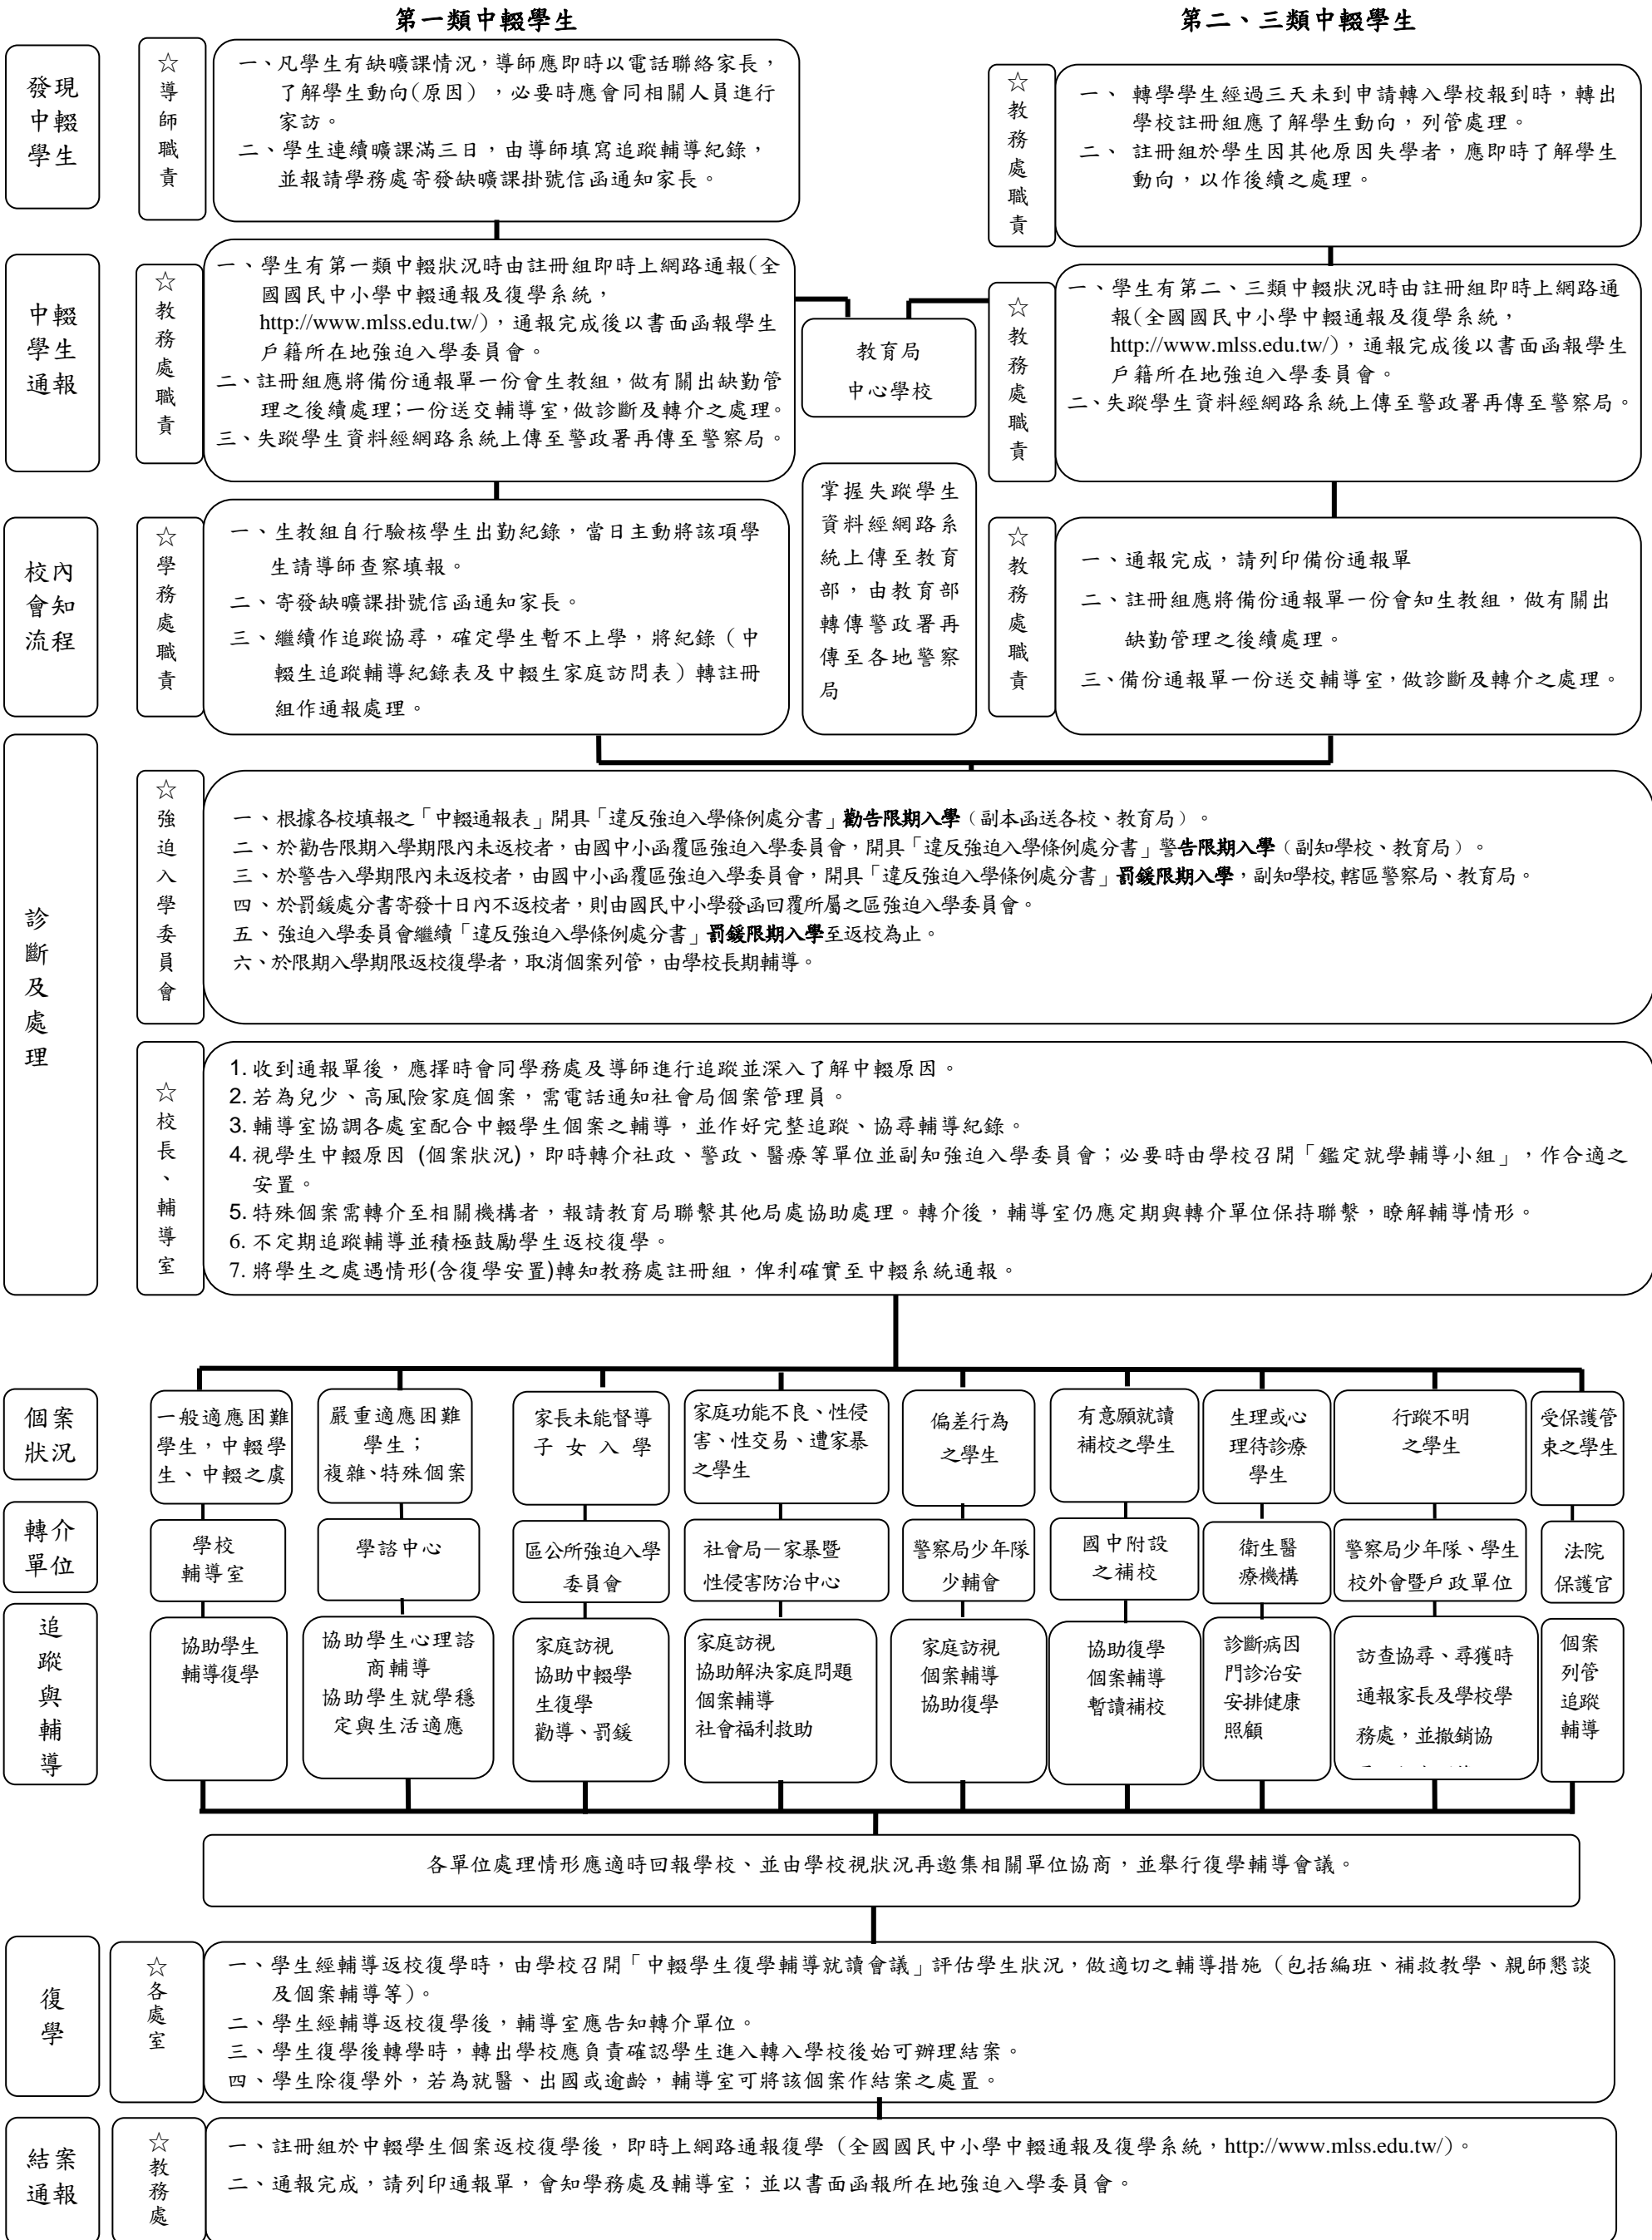 第一類中輟學生
第二、三類中輟學生
發現
中輟
學生
☆
導
師
職
責
一、凡學生有缺曠課情況，導師應即時以電話聯絡家長，
了解學生動向(原因) ，必要時應會同相關人員進行
家訪。
二、學生連續曠課滿三日，由導師填寫追蹤輔導紀錄，
並報請學務處寄發缺曠課掛號信函通知家長。
☆
教
務
處
職
責
一、 轉學學生經過三天未到申請轉入學校報到時，轉出
學校註冊組應了解學生動向，列管處理。
二、 註冊組於學生因其他原因失學者，應即時了解學生
動向，以作後續之處理。
中輟
學生
通報
☆
教
務
處
職
責
一、學生有第一類中輟狀況時由註冊組即時上網路通報(全
國國民中小學中輟通報及復學系統，
http://www.mlss.edu.tw/)，通報完成後以書面函報學生
戶籍所在地強迫入學委員會。
二、註冊組應將備份通報單一份會生教組，做有關出缺勤管
理之後續處理；一份送交輔導室，做診斷及轉介之處理。
三、失蹤學生資料經網路系統上傳至警政署再傳至警察局。
教育局
中心學校
☆
教
務
處
職
責
一、學生有第二、三類中輟狀況時由註冊組即時上網路通
報(全國國民中小學中輟通報及復學系統，
http://www.mlss.edu.tw/)，通報完成後以書面函報學生
戶籍所在地強迫入學委員會。
二、失蹤學生資料經網路系統上傳至警政署再傳至警察局。
校內
會知
流程
☆
學
務
處
職
責
一、生教組自行驗核學生出勤紀錄，當日主動將該項學
生請導師查察填報。
二、寄發缺曠課掛號信函通知家長。
三、繼續作追蹤協尋，確定學生暫不上學，將紀錄（中
輟生追蹤輔導紀錄表及中輟生家庭訪問表）轉註冊
組作通報處理。
掌握失蹤學生
資料經網路系
統上傳至教育
部，由教育部
轉傳警政署再
傳至各地警察
局
☆
教
務
處
職
責
一、通報完成，請列印備份通報單
二、註冊組應將備份通報單一份會知生教組，做有關出
缺勤管理之後續處理。
三、備份通報單一份送交輔導室，做診斷及轉介之處理。
診
斷
及
處
理
☆
強
迫
入
學
委
員
會
一、根據各校填報之「中輟通報表」開具「違反強迫入學條例處分書」勸告限期入學（副本函送各校、教育局）。
二、於勸告限期入學期限內未返校者，由國中小函覆區強迫入學委員會，開具「違反強迫入學條例處分書」警告限期入學（副知學校、教育局）。
三、於警告入學期限內未返校者，由國中小函覆區強迫入學委員會，開具「違反強迫入學條例處分書」罰鍰限期入學，副知學校,轄區警察局、教育局。
四、於罰鍰處分書寄發十日內不返校者，則由國民中小學發函回覆所屬之區強迫入學委員會。
五、強迫入學委員會繼續「違反強迫入學條例處分書」罰鍰限期入學至返校為止。
六、於限期入學期限返校復學者，取消個案列管，由學校長期輔導。
☆
校
長
、
輔
導
室
1. 收到通報單後，應擇時會同學務處及導師進行追蹤並深入了解中輟原因。
2. 若為兒少、高風險家庭個案，需電話通知社會局個案管理員。
3. 輔導室協調各處室配合中輟學生個案之輔導，並作好完整追蹤、協尋輔導紀錄。
4. 視學生中輟原因 (個案狀況)，即時轉介社政、警政、醫療等單位並副知強迫入學委員會；必要時由學校召開「鑑定就學輔導小組」，作合適之
安置。
5. 特殊個案需轉介至相關機構者，報請教育局聯繫其他局處協助處理。轉介後，輔導室仍應定期與轉介單位保持聯繫，瞭解輔導情形。
6. 不定期追蹤輔導並積極鼓勵學生返校復學。
7. 將學生之處遇情形(含復學安置)轉知教務處註冊組，俾利確實至中輟系統通報。
個案
狀況
一般適應困難
學生，中輟學
生、中輟之虞
嚴重適應困難
學生；
複雜、特殊個案
家長未能督導
子女入學
家庭功能不良、性侵
害、性交易、遭家暴
之學生
偏差行為
之學生
有意願就讀
補校之學生
生理或心
理待診療
學生
行蹤不明
之學生
受保護管
束之學生
轉介
單位
學校
輔導室
學諮中心
區公所強迫入學
委員會
社會局－家暴暨
性侵害防治中心
警察局少年隊
少輔會
國中附設
之補校
衛生醫
療機構
警察局少年隊、學生
校外會暨戶政單位
法院
保護官
追
蹤
與
輔
導
協助學生
輔導復學
協助學生心理諮
商輔導
協助學生就學穩
定與生活適應
家庭訪視
協助中輟學
生復學
勸導、罰鍰
家庭訪視
協助解決家庭問題
個案輔導
社會福利救助
家庭訪視
個案輔導
協助復學
協助復學
個案輔導
暫讀補校
診斷病因
門診治安
安排健康
照顧
訪查協尋、尋獲時
通報家長及學校學
務處，並撤銷協
個案
列管
追蹤
輔導
各單位處理情形應適時回報學校、並由學校視狀況再邀集相關單位協商，並舉行復學輔導會議。
復
學
☆
各
處
室
一、學生經輔導返校復學時，由學校召開「中輟學生復學輔導就讀會議」評估學生狀況，做適切之輔導措施（包括編班、補救教學、親師懇談
及個案輔導等）。
二、學生經輔導返校復學後，輔導室應告知轉介單位。
三、學生復學後轉學時，轉出學校應負責確認學生進入轉入學校後始可辦理結案。
四、學生除復學外，若為就醫、出國或逾齡，輔導室可將該個案作結案之處置。
結案
通報
☆
教
務
處
一、註冊組於中輟學生個案返校復學後，即時上網路通報復學（全國國民中小學中輟通報及復學系統，http://www.mlss.edu.tw/）。
二、通報完成，請列印通報單，會知學務處及輔導室；並以書面函報所在地強迫入學委員會。